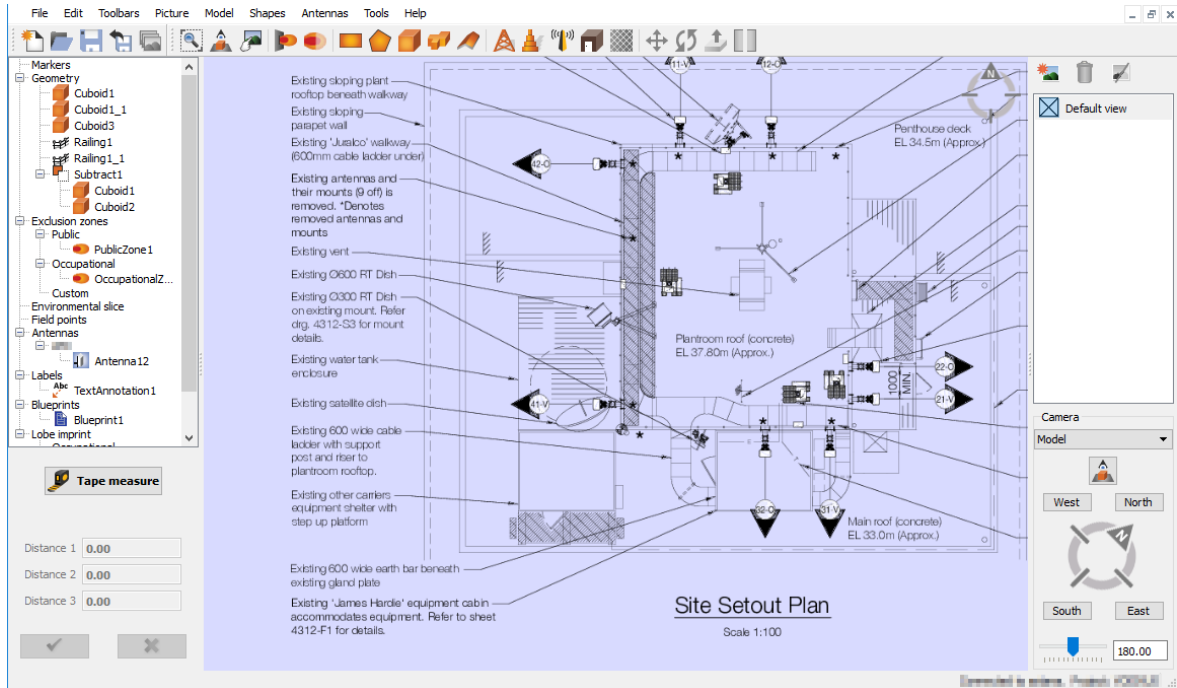 File Edit Toolbars Picture Model Shapes Antennas Tools Help
Markers
Geometry
Cuboid1
Cuboid1_1
Cuboid3
Railing1
Railing1_1
Subtract1
Cuboid1
Cuboid2
Exclusion zones
Public
PublicZone1
Occupational
OccupationalZ...
Custom
Environmental slice
Field points
Antennas
Antenna12
Labels
Abc
TextAnnotation1
Blueprints
Blueprint1
Lobe imprint
Tape measure
Distance 1 0.00
Distance 2 0.00
Distance 3 0.00
Existing sloping plant
rooftop beneath walkway
Existing sloping
parapet wall
Existing 'Juralco' walkway
(600mm cable ladder under)
Existing antennas and
their mounts (9 off) is
removed. *Denotes
removed antennas and
mounts
Existing vent
Existing Ø600 RT Dish
Existing Ø300 RT Dish
on existing mount. Refer
drg. 4312-S3 for mount
details.
Existing water tank
enclosure
Existing satellite dish
Existing 600 wide cable
ladder with support
post and riser to
plantroom rooftop.
Existing other carriers
equipment shelter with
step up platform
Existing 600 wide earth bar beneath
existing gland plate
Existing 'James Hardie' equipment cabin
accommodates equipment. Refer to sheet
4312-F1 for details.
11-V
12-O
42-O
41-V
22-O
21-V
32-O
31-V
1000
MIN.
N
Penthouse deck
EL 34.5m (Approx.)
Plantroom roof (concrete)
EL 37.80m (Approx.)
Main roof (concrete)
EL 33.0m (Approx.)
Site Setout Plan
Scale 1:100
Default view
Camera
Model
West North
N
South East
180.00